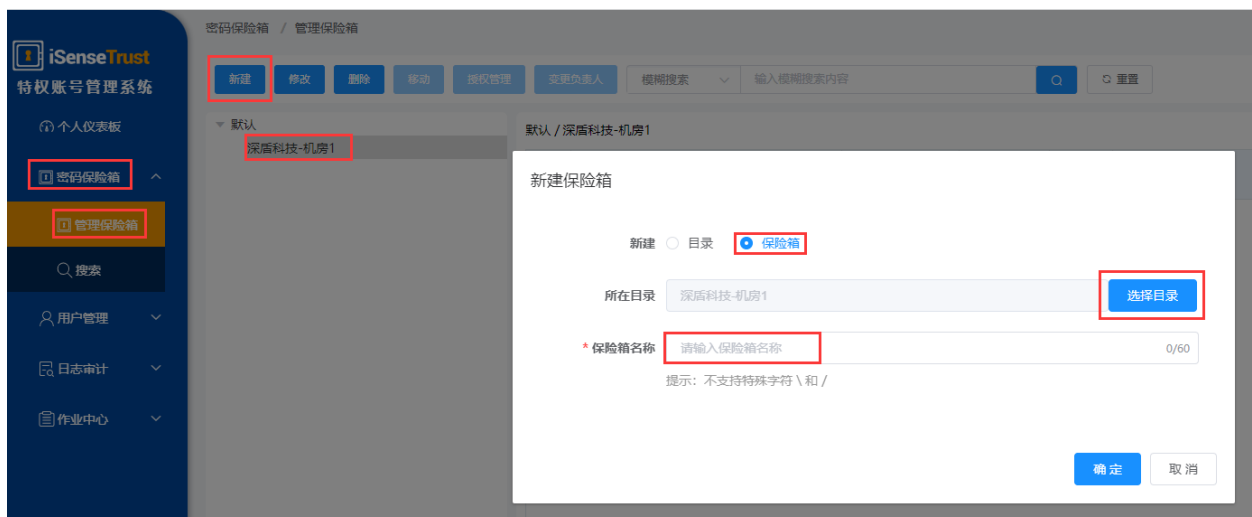 密码保险箱 / 管理保险箱
iSenseTrust
特权账号管理系统
新建 修改 删除 移动 授权管理 变更负责人 模糊搜索 输入模糊搜索内容 重置
个人仪表板
密码保险箱
管理保险箱
搜索
用户管理
日志审计
作业中心
默认
深盾科技-机房1
默认 / 深盾科技-机房1
新建保险箱
新建 目录 保险箱
所在目录 深盾科技-机房1 选择目录
* 保险箱名称 请输入保险箱名称 0/60
提示：不支持特殊字符 \ 和 /
确定 取消